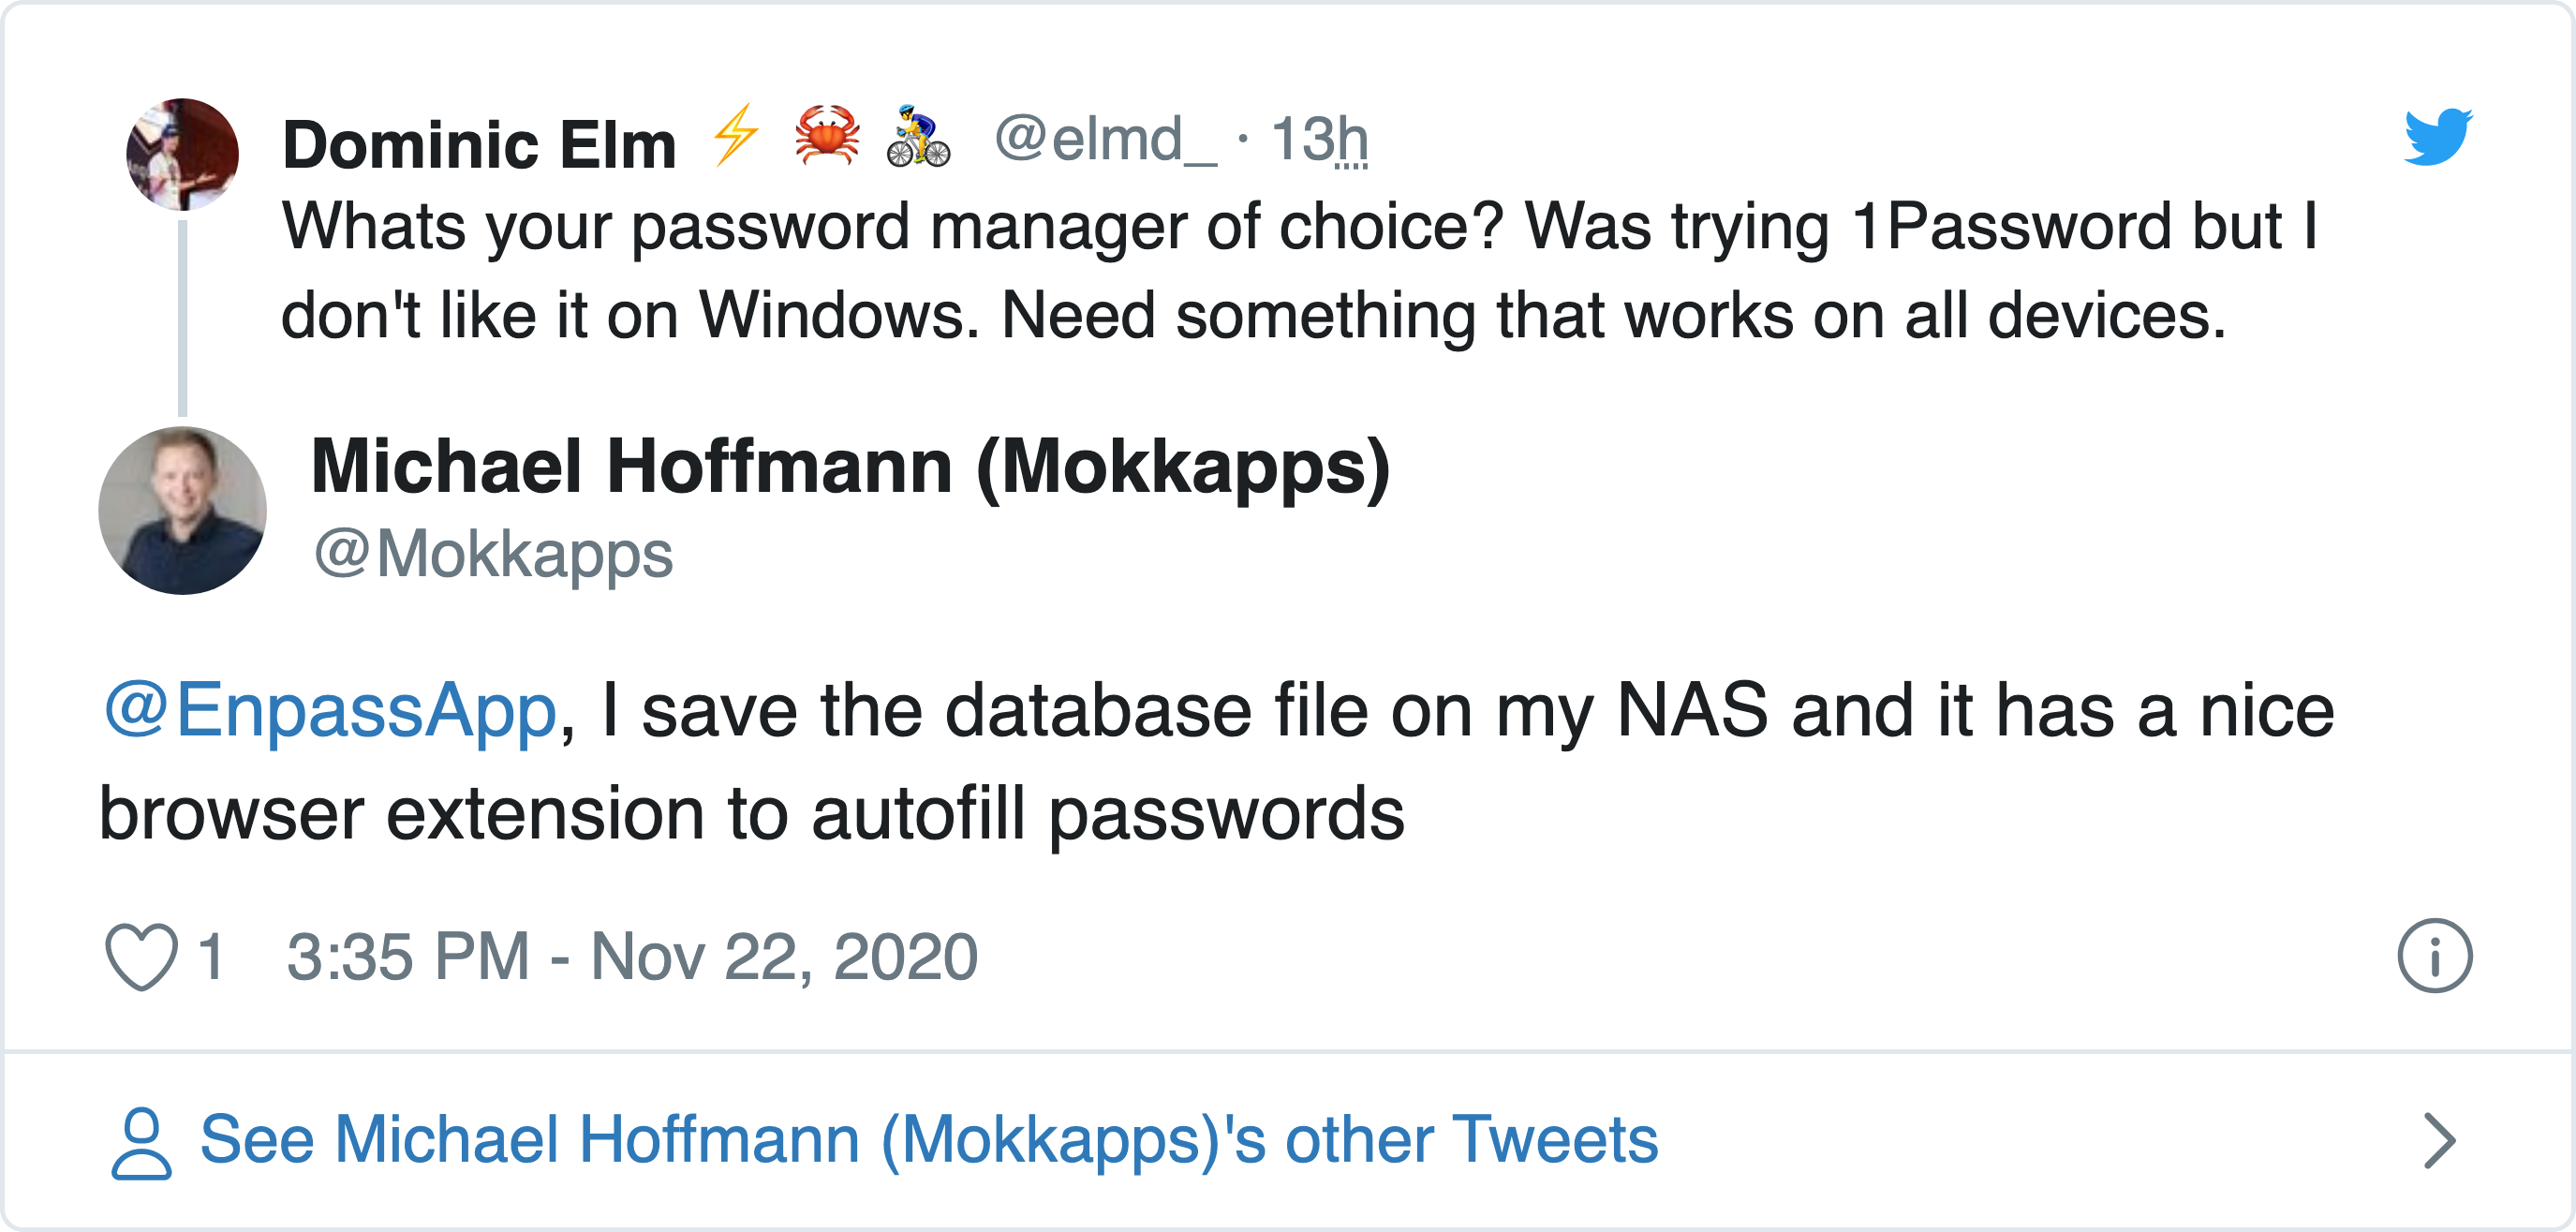 Dominic Elm ⚡ 🦀 🚴 @elmd_ · 13h
Whats your password manager of choice? Was trying 1Password but I
don't like it on Windows. Need something that works on all devices.
Michael Hoffmann (Mokkapps)
@Mokkapps
@EnpassApp, I save the database file on my NAS and it has a nice
browser extension to autofill passwords
1 3:35 PM - Nov 22, 2020
See Michael Hoffmann (Mokkapps)'s other Tweets